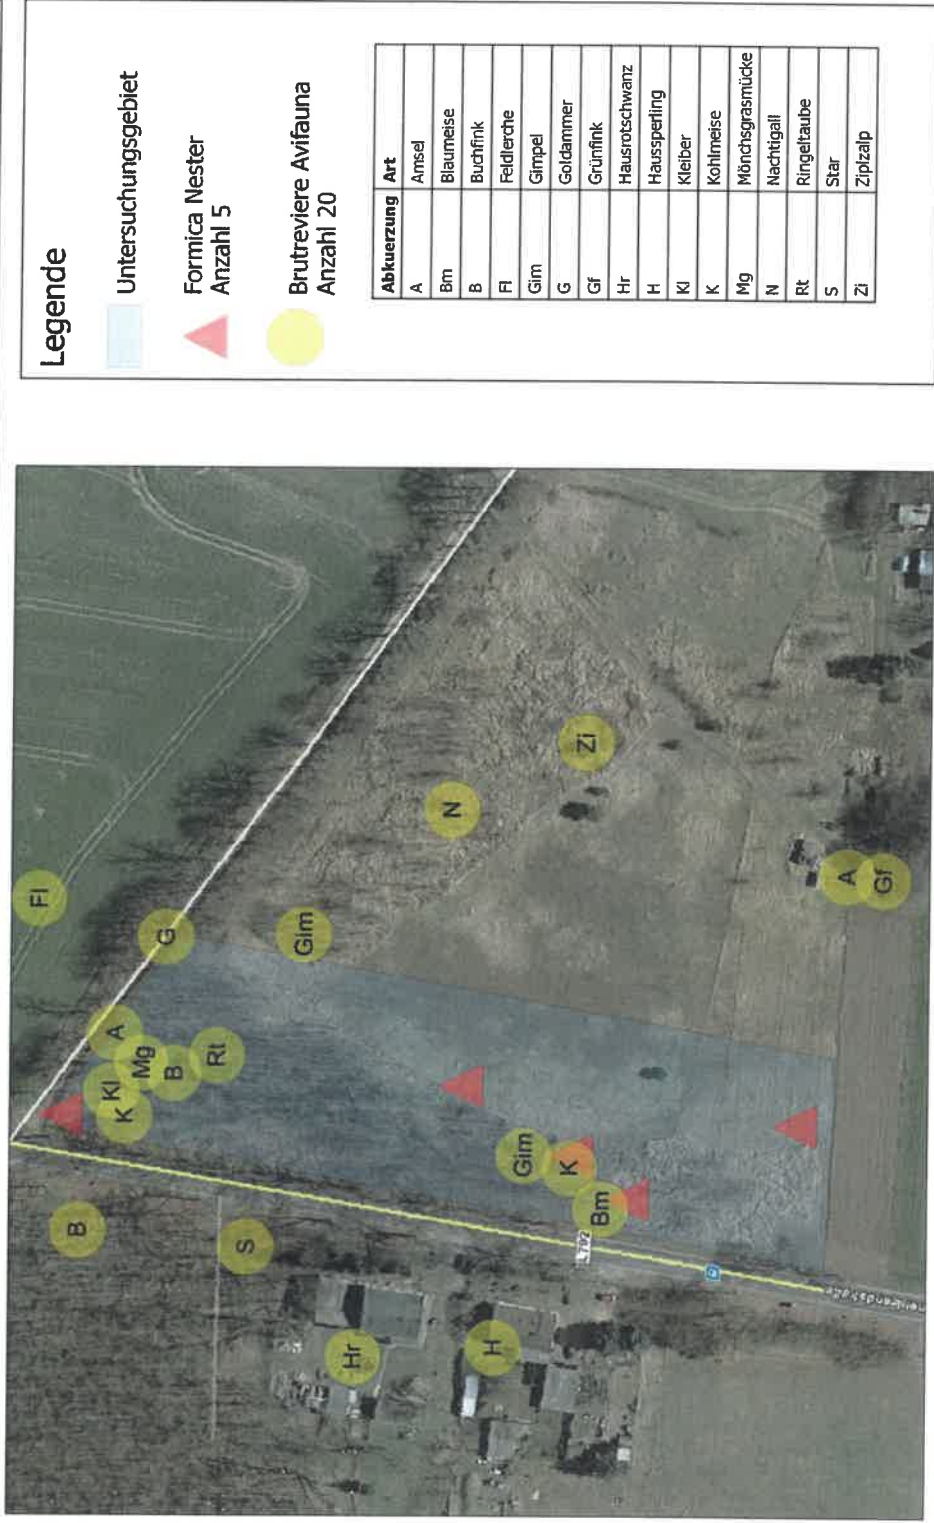 Legende
Untersuchungsgebiet
Formica Nester
Anzahl 5
Brutreviere Avifauna
Anzahl 20
Abkuerzung Art
A Amsel
Bm Blaumeise
B Buchfink
Fl Feldlerche
Gim Gimpel
G Goldammer
Gf Grünfink
Hr Hausrotschwanz
H Haussperling
Kl Kleiber
K Kohlmeise
Mg Mönchsgrasmücke
N Nachtigall
Rt Ringeltaube
S Star
Zi Ziplzalp
B
S
Hr
H
K
Kl
A
Mg
B
Rt
G
Fl
Gim
N
Zi
Gim
K
Bm
A
Gf